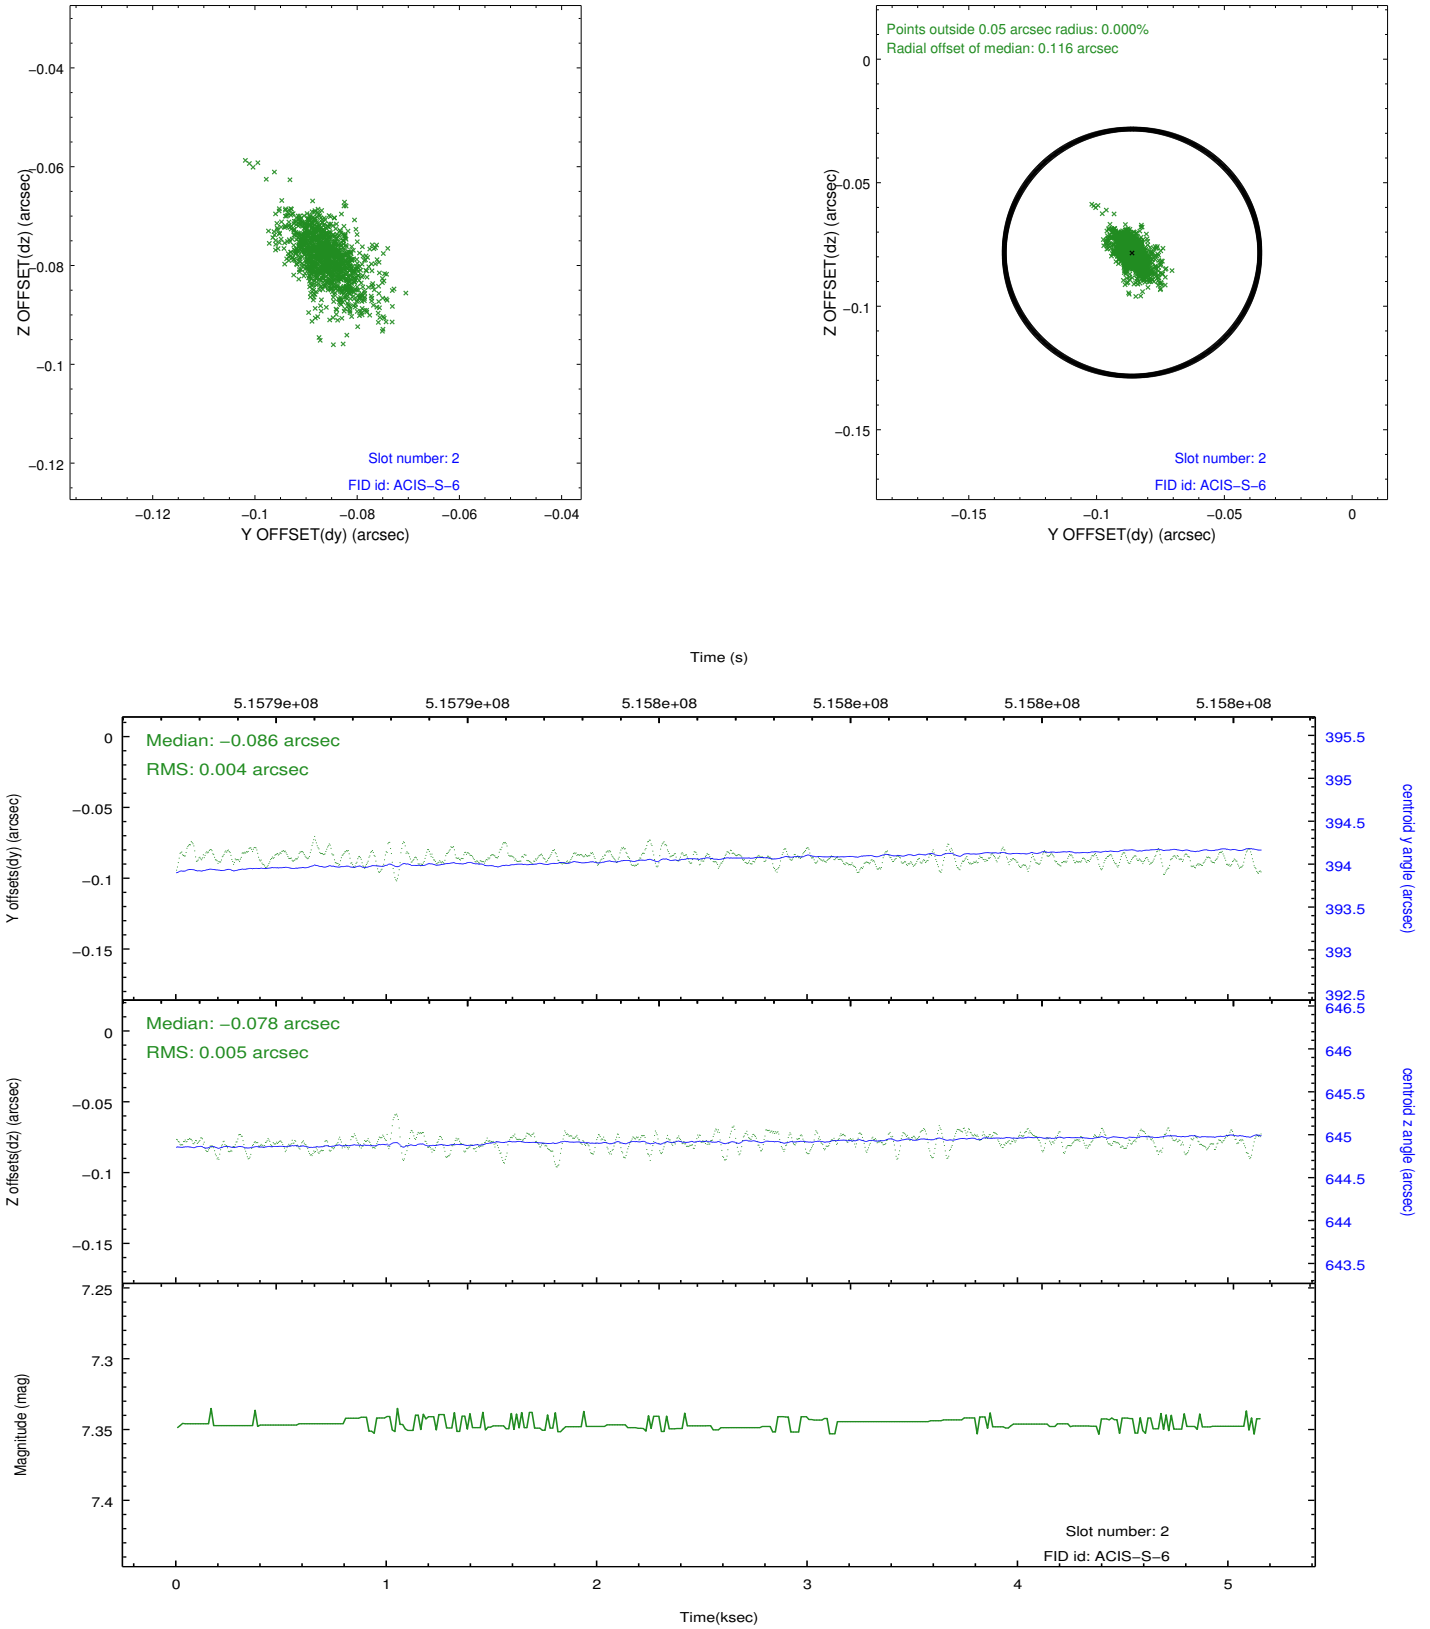 −0.04
−0.06
−0.08
−0.1
−0.12
Z OFFSET(dz) (arcsec)
Slot number: 2
FID id: ACIS−S−6
−0.12
−0.1
−0.08
−0.06
−0.04
Y OFFSET(dy) (arcsec)
Points outside 0.05 arcsec radius: 0.000%
Radial offset of median: 0.116 arcsec
0
−0.05
−0.1
−0.15
Z OFFSET(dz) (arcsec)
Slot number: 2
FID id: ACIS−S−6
−0.15
−0.1
−0.05
0
Y OFFSET(dy) (arcsec)
Time (s)
5.1579e+08
5.1579e+08
5.158e+08
5.158e+08
5.158e+08
5.158e+08
Median: −0.086 arcsec
RMS: 0.004 arcsec
0
−0.05
−0.1
−0.15
Y offsets(dy) (arcsec)
395.5
395
394.5
394
393.5
393
392.5
centroid y angle (arcsec)
Median: −0.078 arcsec
RMS: 0.005 arcsec
0
−0.05
−0.1
−0.15
Z offsets(dz) (arcsec)
646.5
646
645.5
645
644.5
644
643.5
centroid z angle (arcsec)
7.25
7.3
7.35
7.4
Magnitude (mag)
Slot number: 2
FID id: ACIS−S−6
0
1
2
3
4
5
Time(ksec)